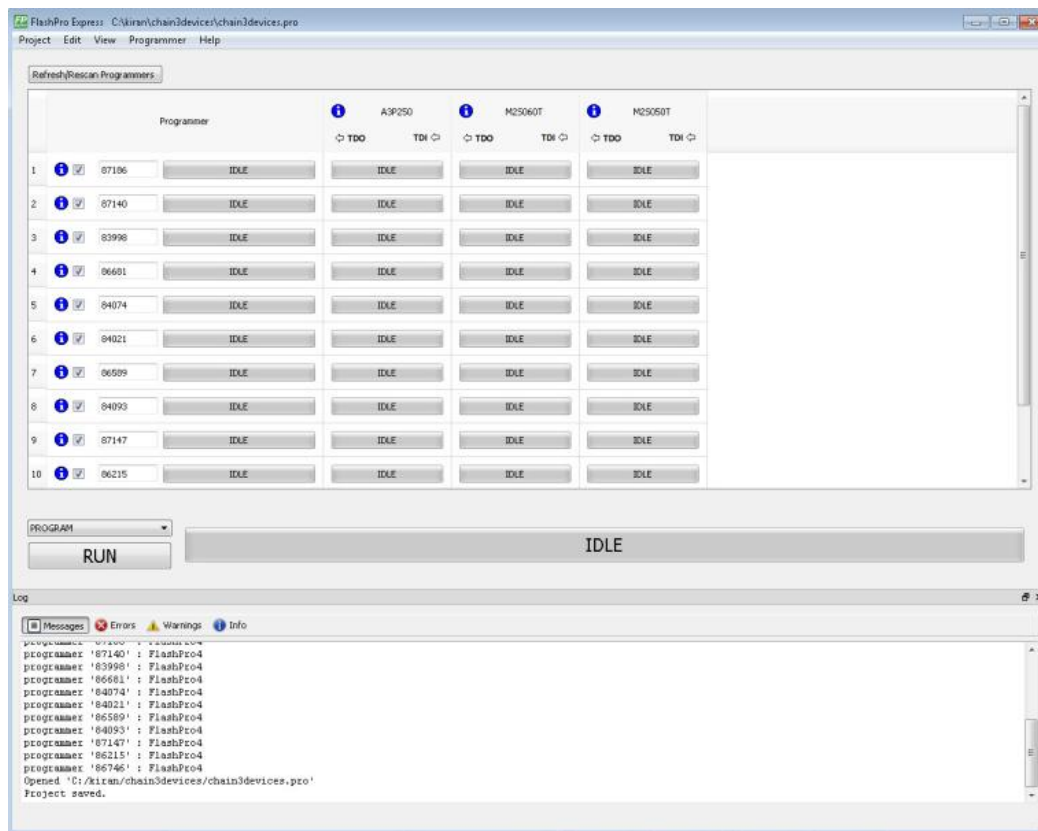 FlashPro Express C:\kiran\chain3devices\chain3devices.pro
Project Edit View Programmer Help
Refresh/Rescan Programmers
Programmer A3P250 M2S060T M2S050T
TDO TDI TDO TDI TDO TDI
1 87186 IDLE IDLE IDLE IDLE
2 87140 IDLE IDLE IDLE IDLE
3 83998 IDLE IDLE IDLE IDLE
4 86681 IDLE IDLE IDLE IDLE
5 84074 IDLE IDLE IDLE IDLE
6 84021 IDLE IDLE IDLE IDLE
7 86589 IDLE IDLE IDLE IDLE
8 84093 IDLE IDLE IDLE IDLE
9 87147 IDLE IDLE IDLE IDLE
10 86215 IDLE IDLE IDLE IDLE
PROGRAM
RUN IDLE
Log
Messages Errors Warnings Info
programmer '87186' : FlashPro4
programmer '87140' : FlashPro4
programmer '83998' : FlashPro4
programmer '86681' : FlashPro4
programmer '84074' : FlashPro4
programmer '84021' : FlashPro4
programmer '86589' : FlashPro4
programmer '84093' : FlashPro4
programmer '87147' : FlashPro4
programmer '86215' : FlashPro4
programmer '86746' : FlashPro4
Opened 'C:/kiran/chain3devices/chain3devices.pro'
Project saved.